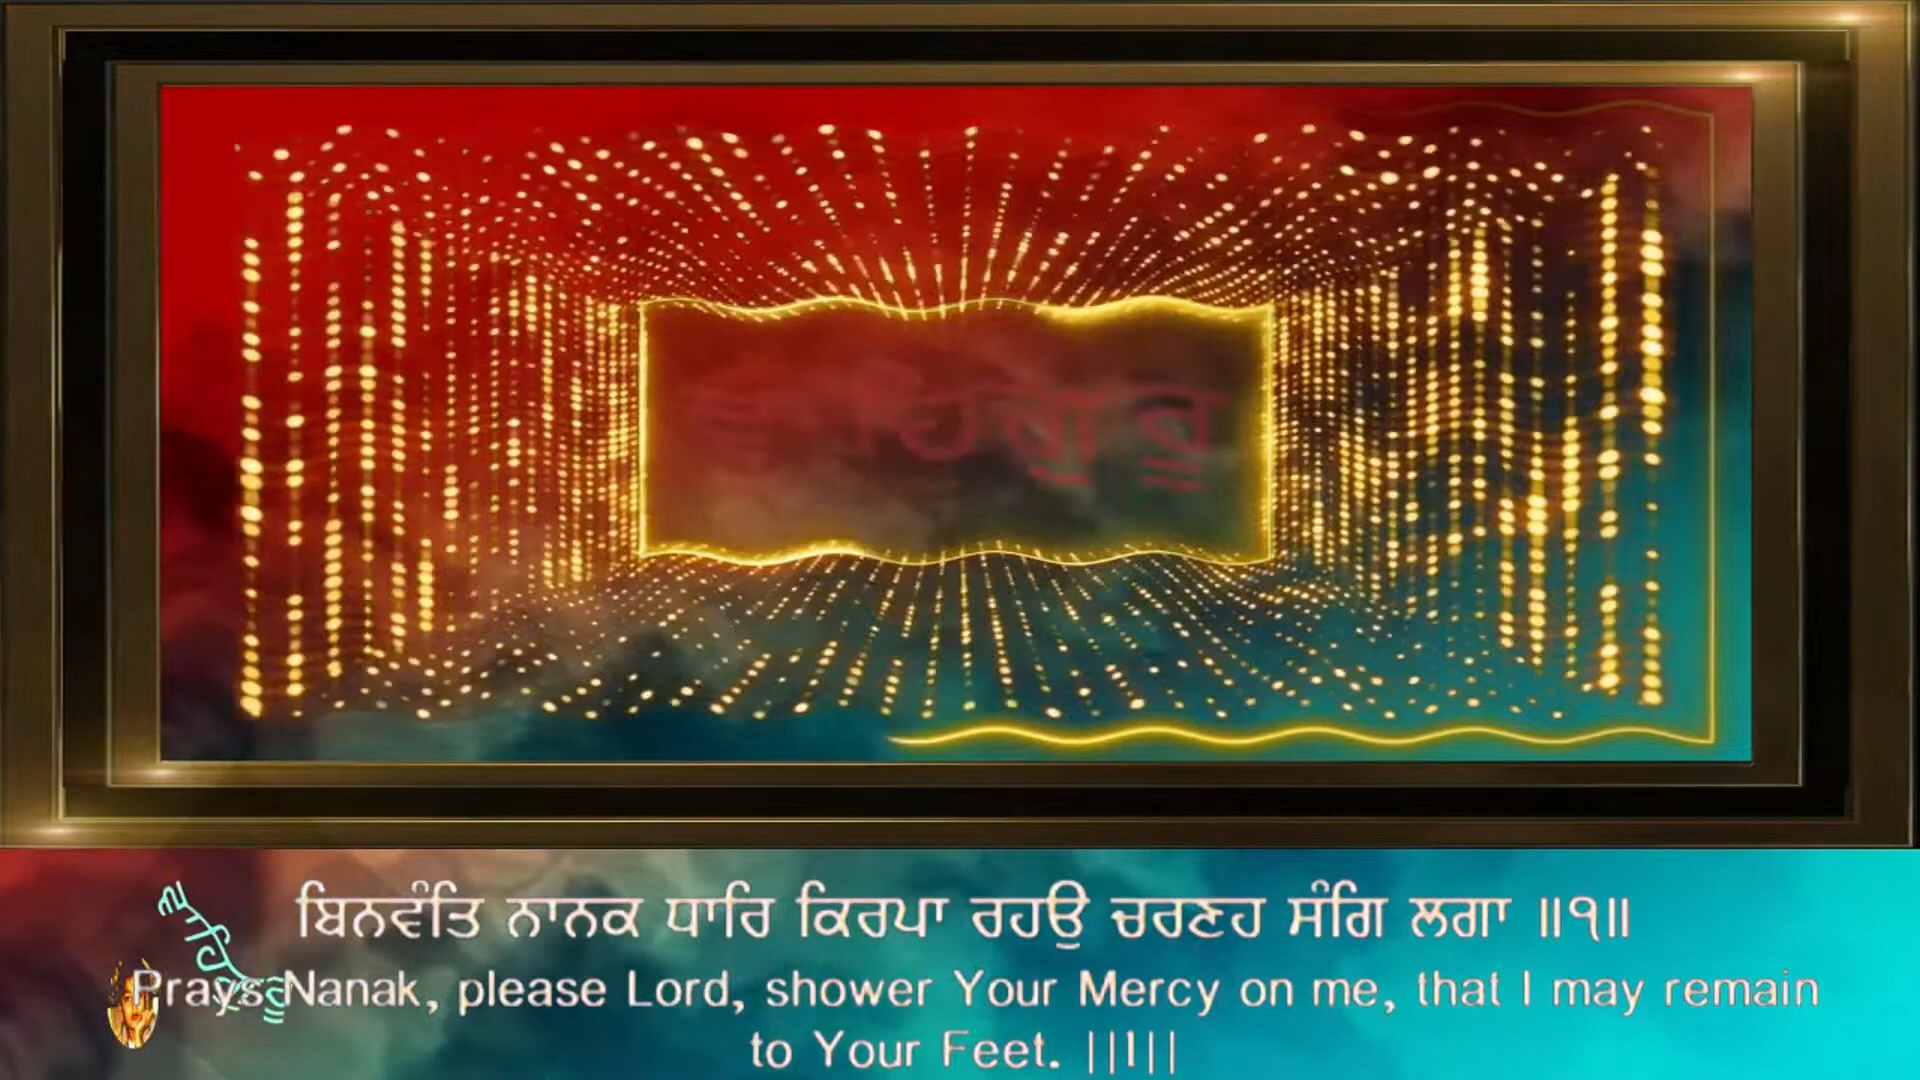 ਵਾਹਿਗੁਰੂ
ਵਾਹਿਗੁਰੂ
ਬਿਨਵੰਤਿ ਨਾਨਕ ਧਾਰਿ ਕਿਰਪਾ ਰਹਉ ਚਰਣਹ ਸੰਗਿ ਲਗਾ ॥੧॥
Prays Nanak, please Lord, shower Your Mercy on me, that I may remain
to Your Feet. ||1||